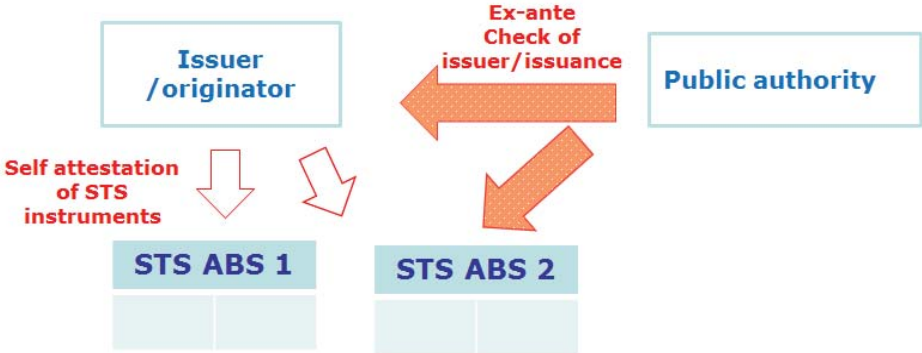 Ex-ante
Check of
issuer/issuance
Issuer
/originator
Public authority
Self attestation
of STS
instruments
STS ABS 1
STS ABS 2